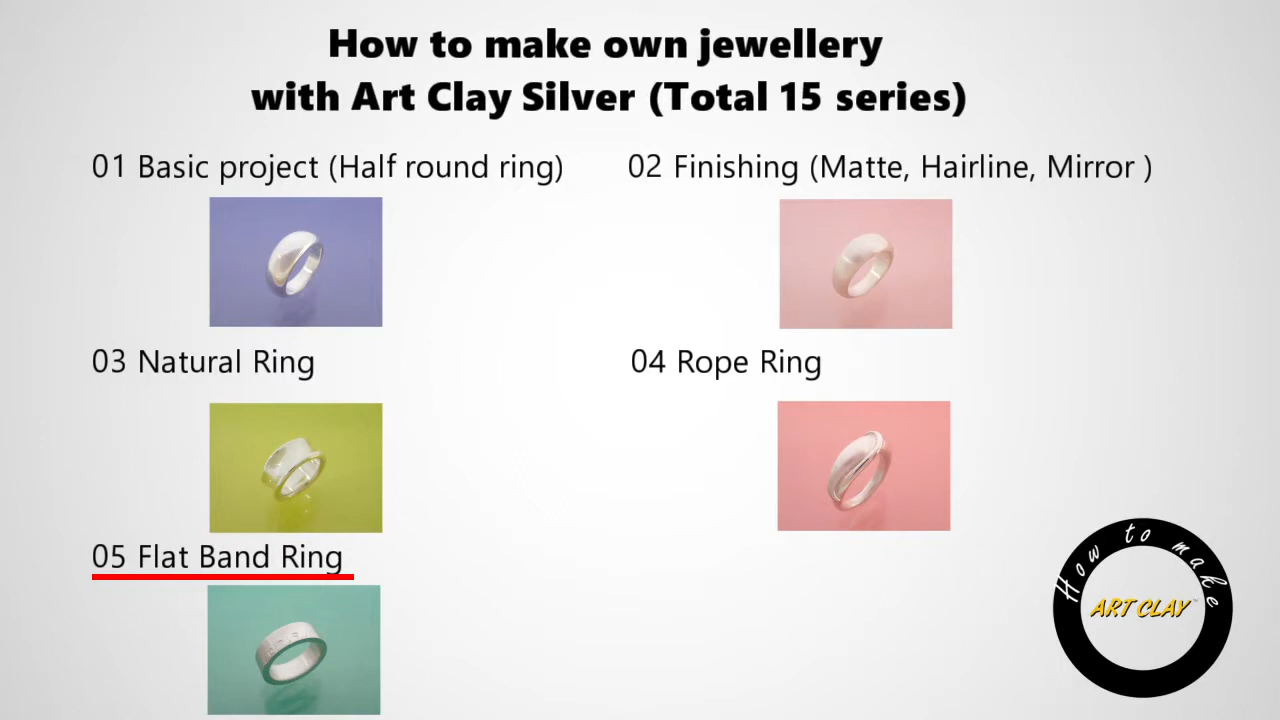 How to make own jewellery
with Art Clay Silver (Total 15 series)
01 Basic project (Half round ring)
02 Finishing (Matte, Hairline, Mirror )
03 Natural Ring
04 Rope Ring
05 Flat Band Ring
How to make
ART CLAY™